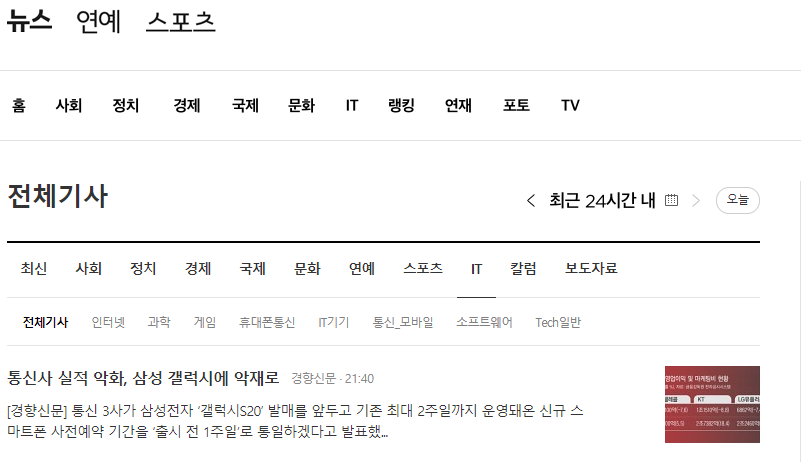 뉴스 연예 스포츠
홈 사회 정치 경제 국제 문화 IT 랭킹 연재 포토 TV
전체기사
< 최근 24시간 내 > 오늘
최신 사회 정치 경제 국제 문화 연예 스포츠 IT 칼럼 보도자료
전체기사 인터넷 과학 게임 휴대폰통신 IT기기 통신_모바일 소프트웨어 Tech일반
통신사 실적 악화, 삼성 갤럭시에 악재로 경향신문 · 21:40
[경향신문] 통신 3사가 삼성전자 ‘갤럭시S20’ 발매를 앞두고 기존 최대 2주일까지 운영돼온 신규 스
마트폰 사전예약 기간을 ‘출시 전 1주일’로 통일하겠다고 발표했...
영업이익 및 마케팅비 현황
KT LG유플러